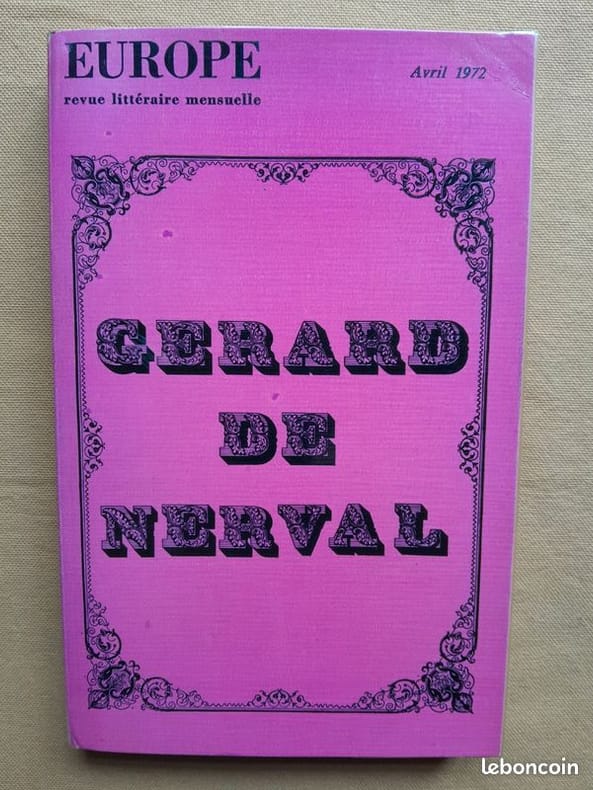 EUROPE
Avril 1972
revue littéraire mensuelle
GERARD
DE
NERVAL
leboncoin